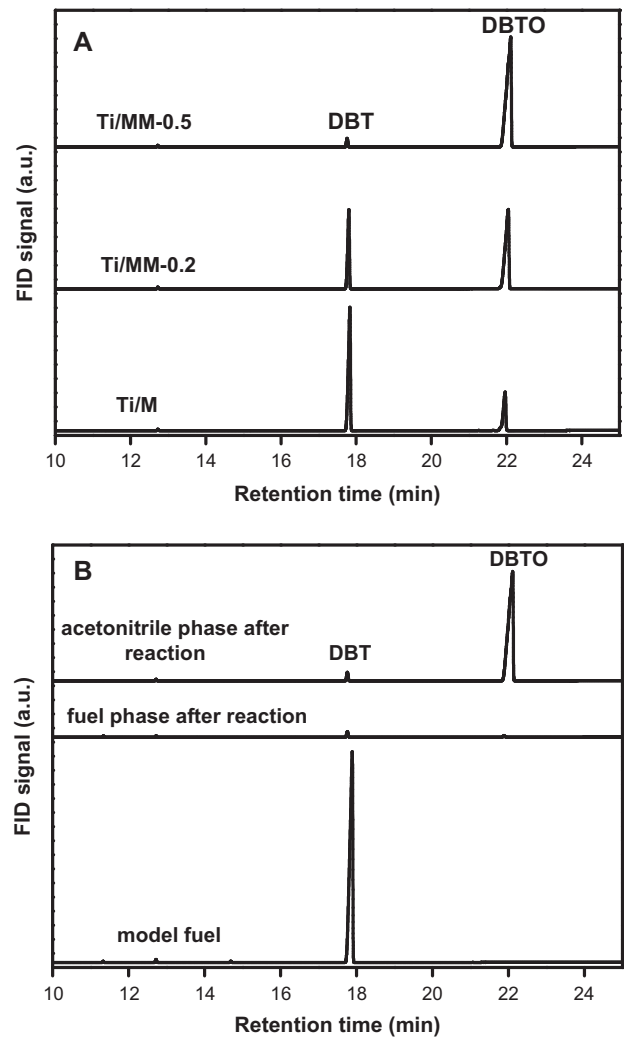 A
DBTO
Ti/MM-0.5
DBT
Ti/MM-0.2
Ti/M
FID signal (a.u.)
10 12 14 16 18 20 22 24
Retention time (min)
B
DBTO
acetonitrile phase after
reaction
DBT
fuel phase after reaction
model fuel
FID signal (a.u.)
10 12 14 16 18 20 22 24
Retention time (min)